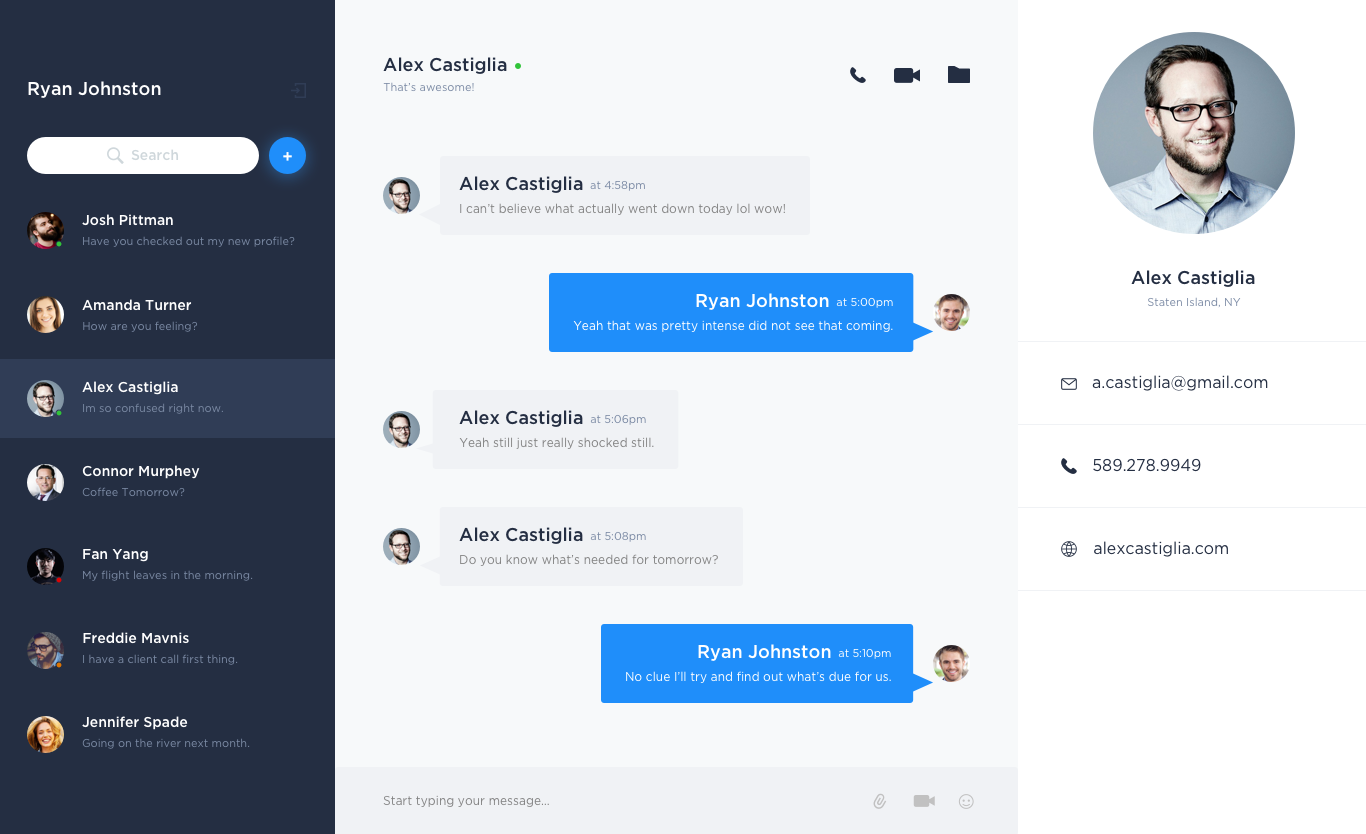 Ryan Johnston
Search
+
Josh Pittman
Have you checked out my new profile?
Amanda Turner
How are you feeling?
Alex Castiglia
Im so confused right now.
Connor Murphey
Coffee Tomorrow?
Fan Yang
My flight leaves in the morning.
Freddie Mavnis
I have a client call first thing.
Jennifer Spade
Going on the river next month.
Alex Castiglia
That's awesome!
Alex Castiglia at 4:58pm
I can't believe what actually went down today lol wow!
Ryan Johnston at 5:00pm
Yeah that was pretty intense did not see that coming.
Alex Castiglia at 5:06pm
Yeah still just really shocked still.
Alex Castiglia at 5:08pm
Do you know what's needed for tomorrow?
Ryan Johnston at 5:10pm
No clue I'll try and find out what's due for us.
Start typing your message...
Alex Castiglia
Staten Island, NY
a.castiglia@gmail.com
589.278.9949
alexcastiglia.com